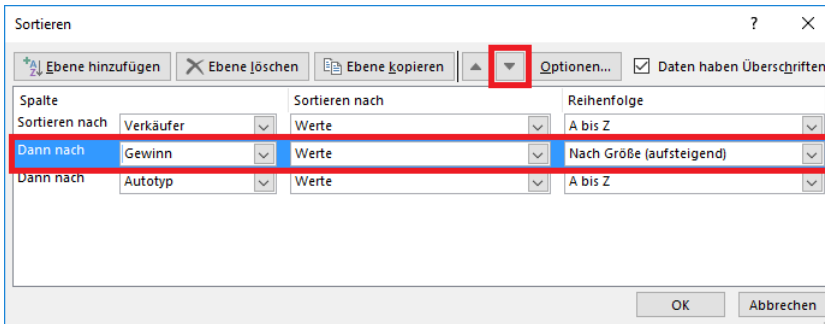 Sortieren ? ×
Ebene hinzufügen Ebene löschen Ebene kopieren Optionen... Daten haben Überschriften
Spalte Sortieren nach Reihenfolge
Sortieren nach Verkäufer Werte A bis Z
Dann nach Gewinn Werte Nach Größe (aufsteigend)
Dann nach Autotyp Werte A bis Z
OK Abbrechen